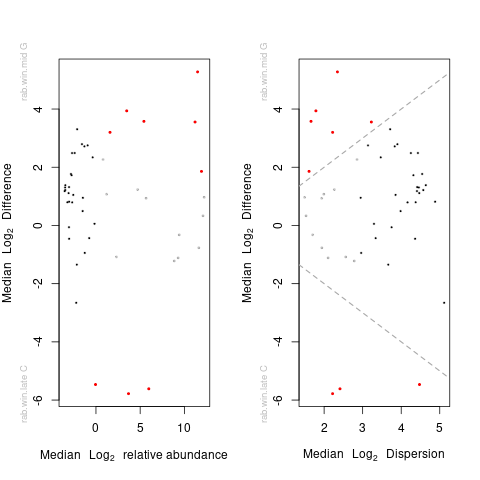 rab.win.mid G
rab.win.late C
Median Log2 Difference
-6 -4 -2 0 2 4
0 5 10
Median Log2 relative abundance
rab.win.mid G
rab.win.late C
Median Log2 Difference
-6 -4 -2 0 2 4
2 3 4 5
Median Log2 Dispersion